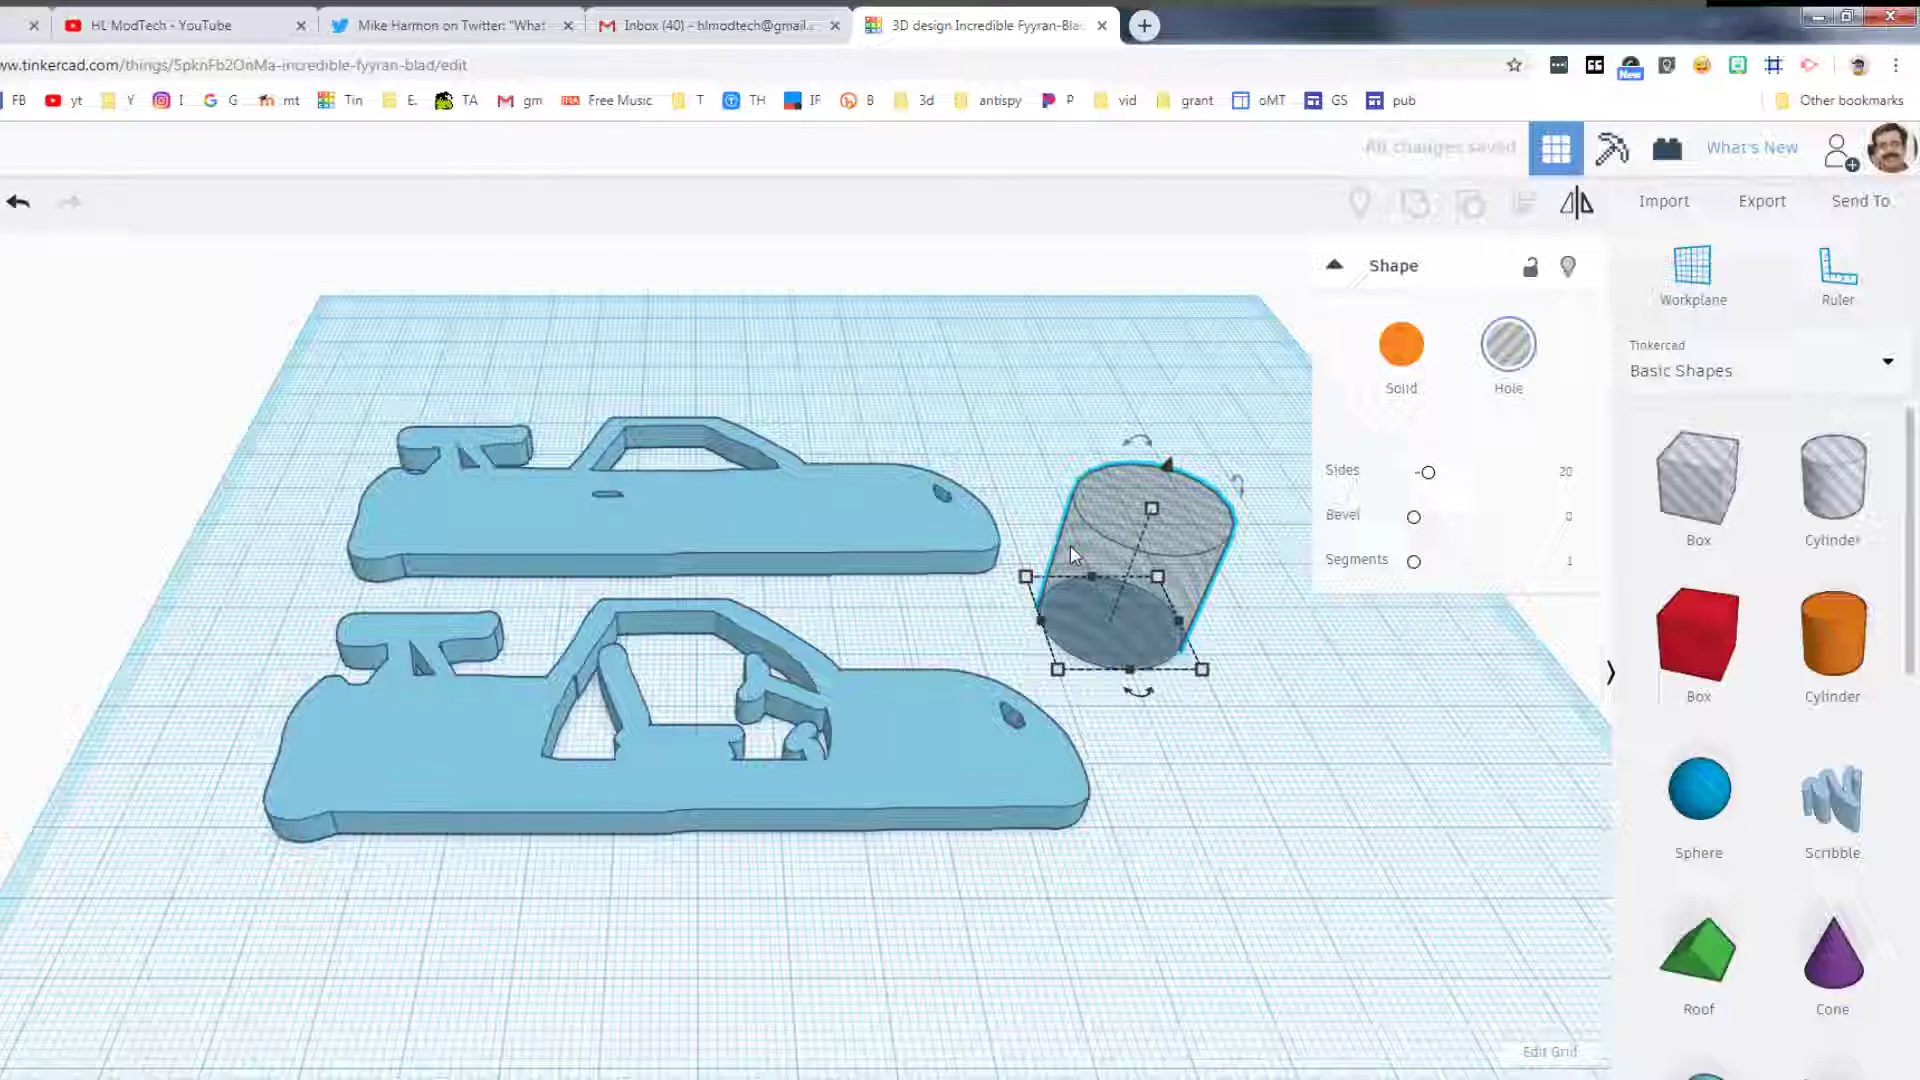 HL ModTech - YouTube
Mike Harmon on Twitter: "What
Inbox (40) - hlmodtech@gmail.
3D design Incredible Fyyran-Blad
ww.tinkercad.com/things/5pknFb2OnMa-incredible-fyyran-blad/edit
New
FB yt Y I G mt Tin E. TA gm Free Music T TH IF B 3d antispy P vid grant oMT GS pub Other bookmarks
All changes saved
What's New
Import Export Send To
Shape
Solid Hole
Sides 20
Bevel 0
Segments 1
Workplane Ruler
Tinkercad
Basic Shapes
Box Cylinder
Box Cylinder
Sphere Scribble
Roof Cone
Edit Grid